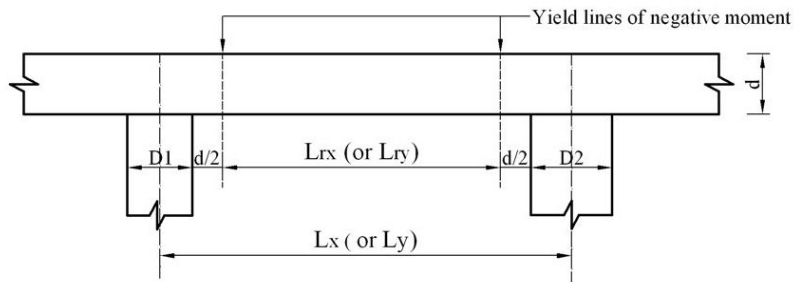 Yield lines of negative moment
d
D1 d/2 Lrx (or Lry) d/2 D2
Lx ( or Ly)